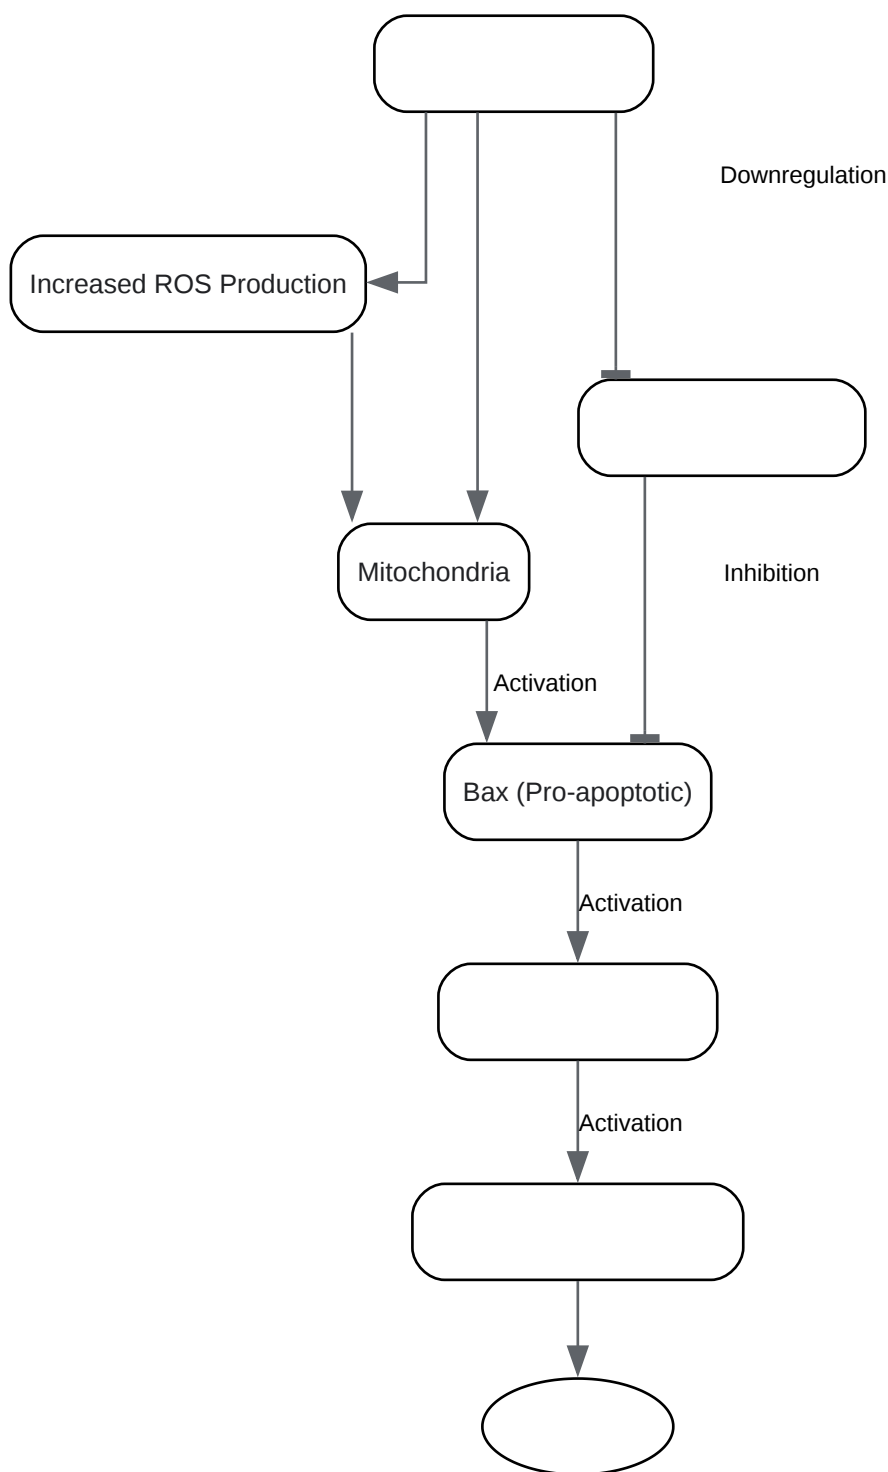 Downregulation
Increased ROS Production
Mitochondria
Inhibition
Activation
Bax (Pro-apoptotic)
Activation
Activation